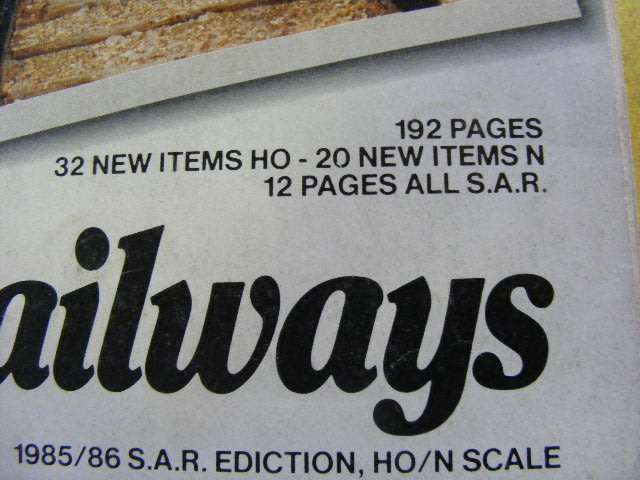 192 PAGES
32 NEW ITEMS HO - 20 NEW ITEMS N
12 PAGES ALL S.A.R.
ailways
1985/86 S.A.R. EDICTION, HO/N SCALE